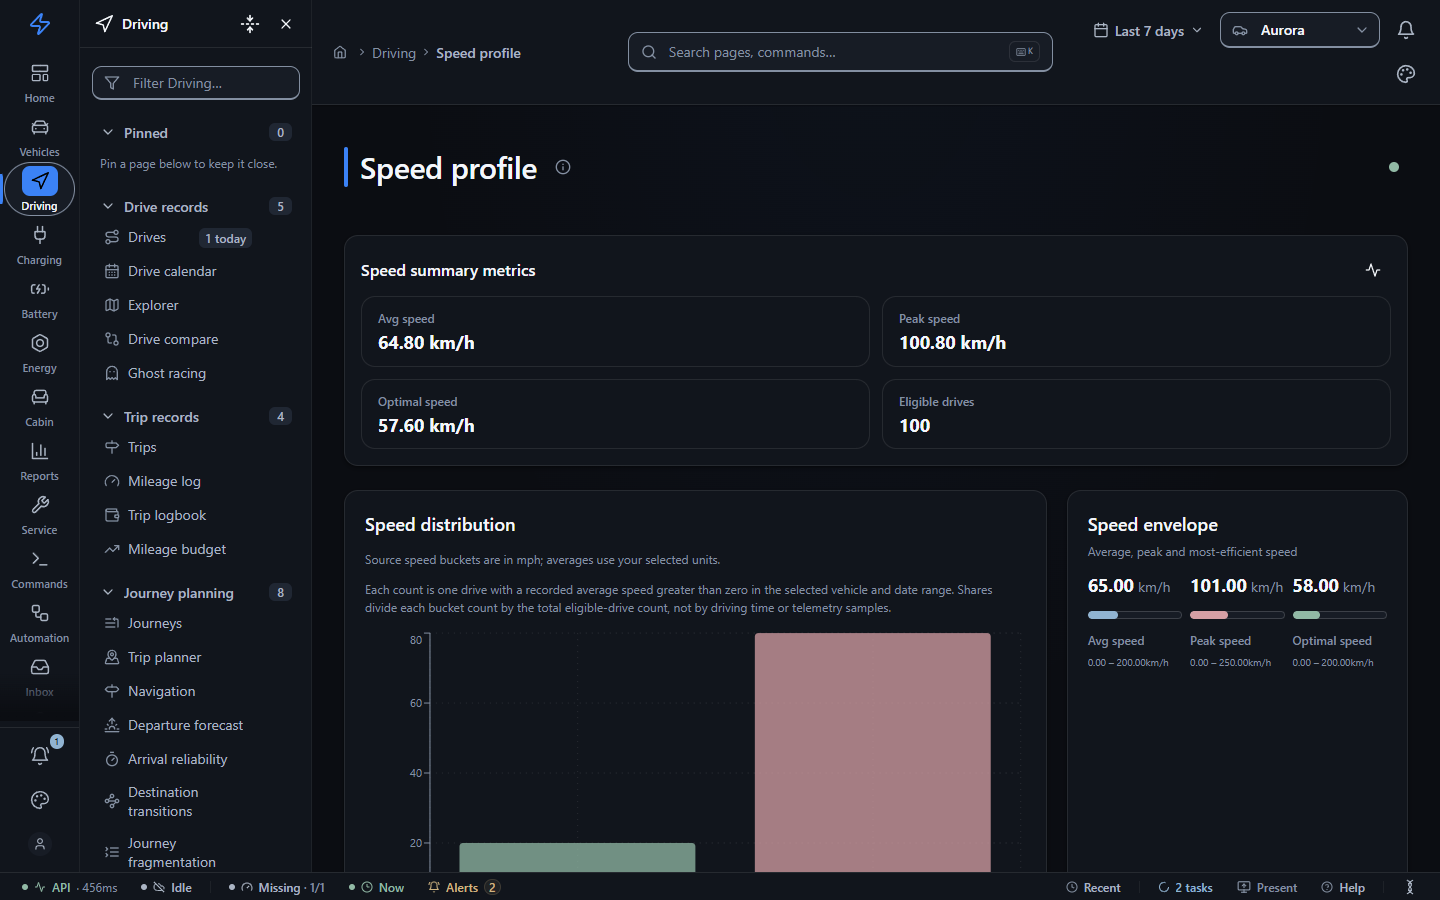 Home
Vehicles
Driving
Charging
Battery
Energy
Cabin
Reports
Service
Commands
Automation
Inbox
1
Driving
Filter Driving...
Pinned 0
Pin a page below to keep it close.
Drive records 5
Drives 1 today
Drive calendar
Explorer
Drive compare
Ghost racing
Trip records 4
Trips
Mileage log
Trip logbook
Mileage budget
Journey planning 8
Journeys
Trip planner
Navigation
Departure forecast
Arrival reliability
Destination
transitions
Journey
fragmentation
Driving Speed profile
Search pages, commands... K
Last 7 days
Aurora
Speed profile
Speed summary metrics
Avg speed
64.80 km/h
Peak speed
100.80 km/h
Optimal speed
57.60 km/h
Eligible drives
100
Speed distribution
Source speed buckets are in mph; averages use your selected units.
Each count is one drive with a recorded average speed greater than zero in the selected vehicle and date range. Shares
divide each bucket count by the total eligible-drive count, not by driving time or telemetry samples.
80
60
40
20
Speed envelope
Average, peak and most-efficient speed
65.00 km/h 101.00 km/h 58.00 km/h
Avg speed Peak speed Optimal speed
0.00 – 200.00km/h 0.00 – 250.00km/h 0.00 – 200.00km/h
API · 456ms Idle Missing · 1/1 Now Alerts 2 Recent 2 tasks Present Help